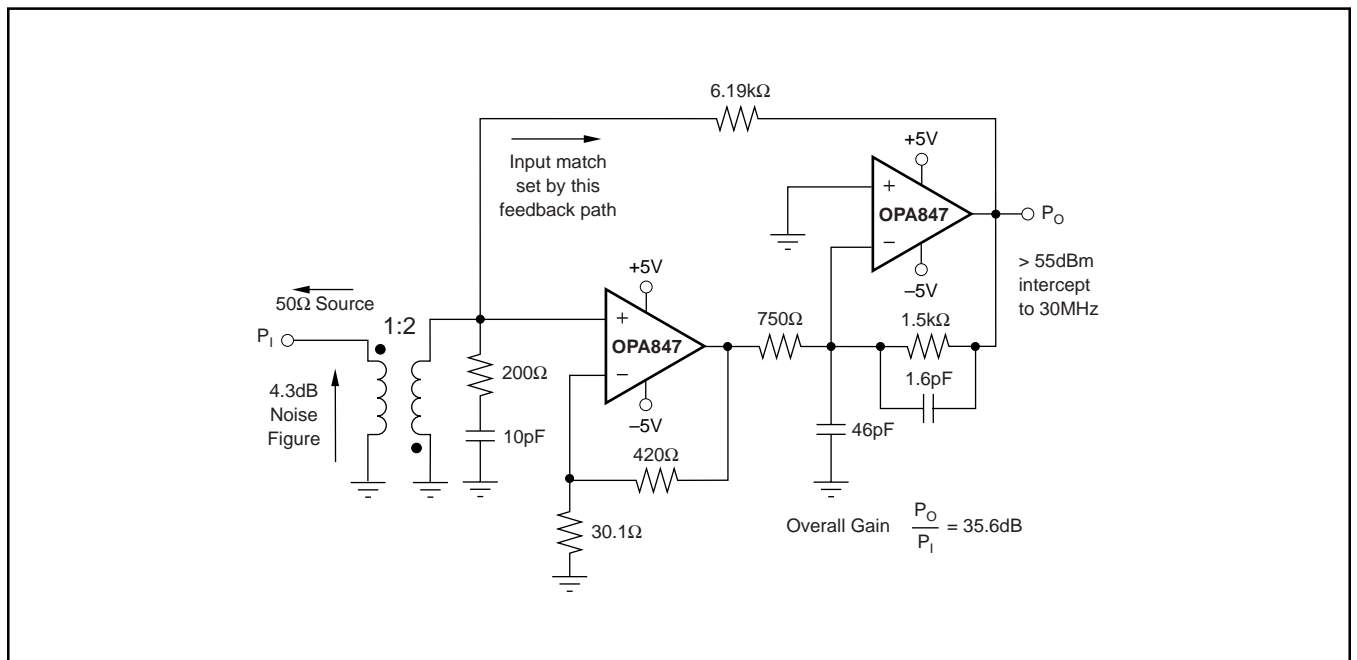 6.19kΩ
Input match
set by this
feedback path
+5V
+
OPA847
−
−5V
P_O
> 55dBm
intercept
to 30MHz
50Ω Source
P_I
1:2
4.3dB
Noise
Figure
200Ω
10pF
+5V
+
OPA847
−
−5V
420Ω
30.1Ω
750Ω
1.5kΩ
1.6pF
46pF
Overall Gain P_O/P_I = 35.6dB